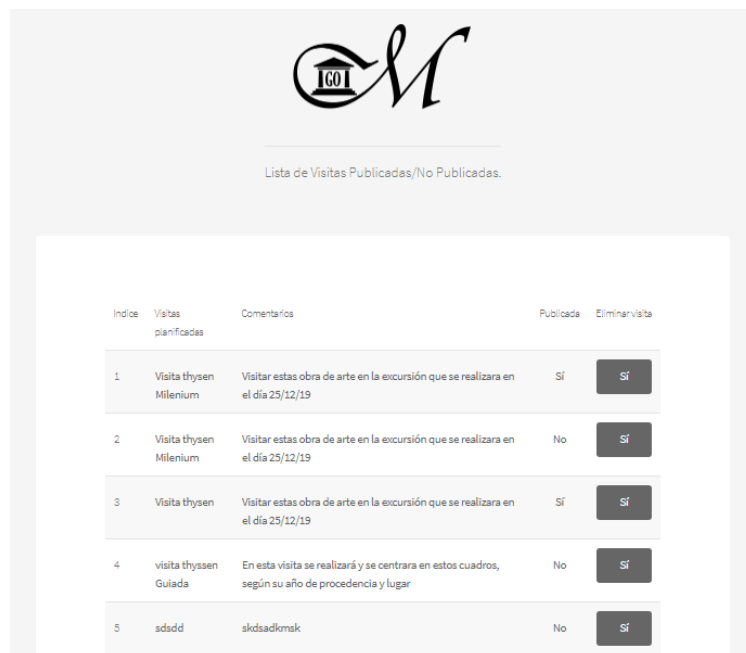 GO M
Lista de Visitas Publicadas/No Publicadas.
Indice Visitas planificadas Comentarios Publicada Eliminar visita
1 Visita thysen Milenium Visitar estas obra de arte en la excursión que se realizara en el día 25/12/19 Sí Sí
2 Visita thysen Milenium Visitar estas obra de arte en la excursión que se realizara en el día 25/12/19 No Sí
3 Visita thysen Visitar estas obra de arte en la excursión que se realizara en el día 25/12/19 Sí Sí
4 visita thyssen Guiada En esta visita se realizará y se centrara en estos cuadros, según su año de procedencia y lugar No Sí
5 sdsdd skdsadkmsk No Sí